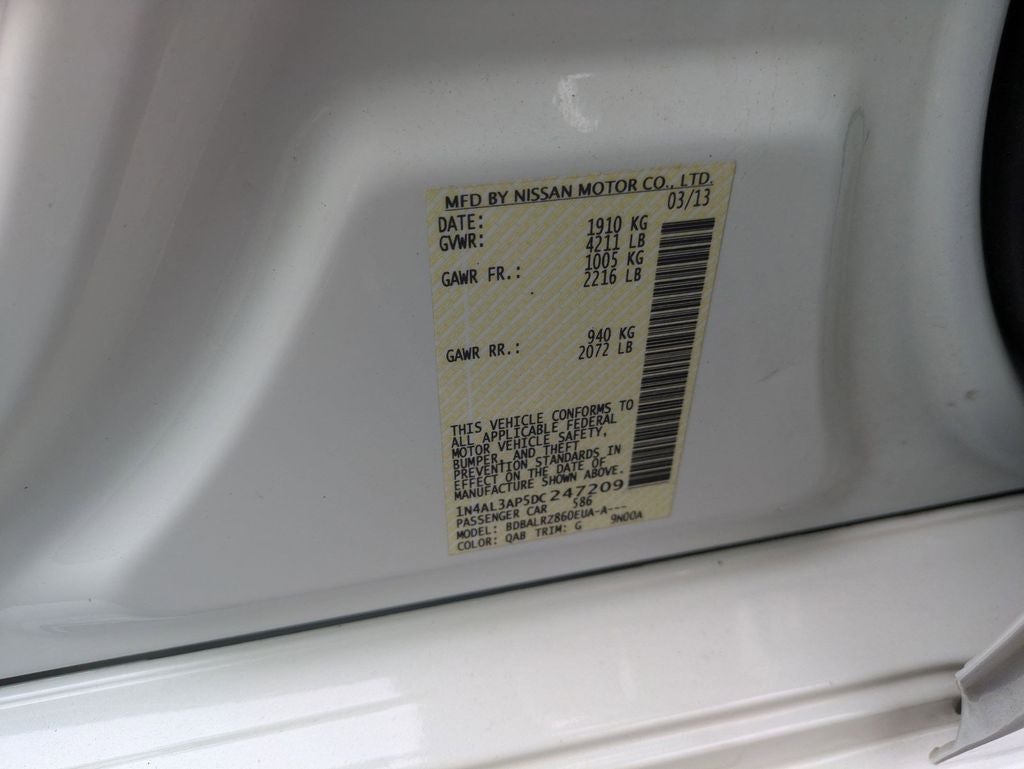 MFD BY NISSAN MOTOR CO., LTD.
DATE: 03/13
GVWR: 1910 KG
4211 LB
GAWR FR.: 1005 KG
2216 LB
GAWR RR.: 940 KG
2072 LB
THIS VEHICLE CONFORMS TO
ALL APPLICABLE FEDERAL
MOTOR VEHICLE SAFETY,
BUMPER, AND THEFT
PREVENTION STANDARDS IN
EFFECT ON THE DATE OF
MANUFACTURE SHOWN ABOVE.
1N4AL3AP5DC247209
PASSENGER CAR 586
MODEL: BDBALRZ860EUA-A---
COLOR: QAB TRIM: G 9N00A